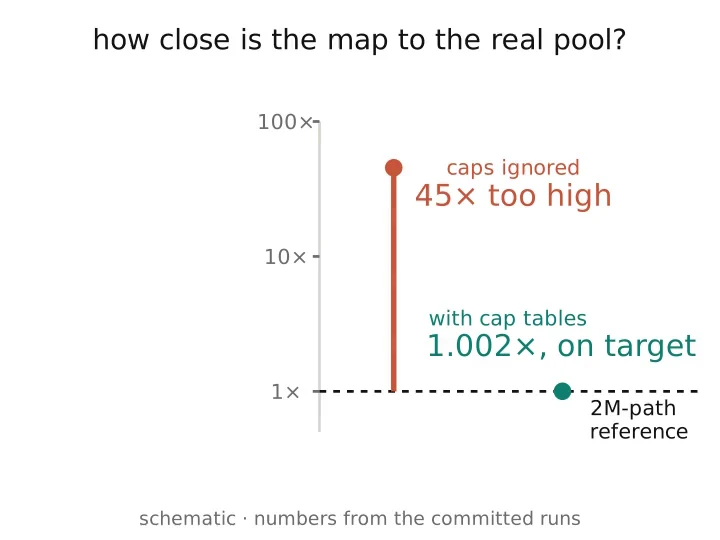 how close is the map to the real pool?
100×
caps ignored
45× too high
10×
with cap tables
1.002×, on target
1×
2M-path
reference
schematic · numbers from the committed runs